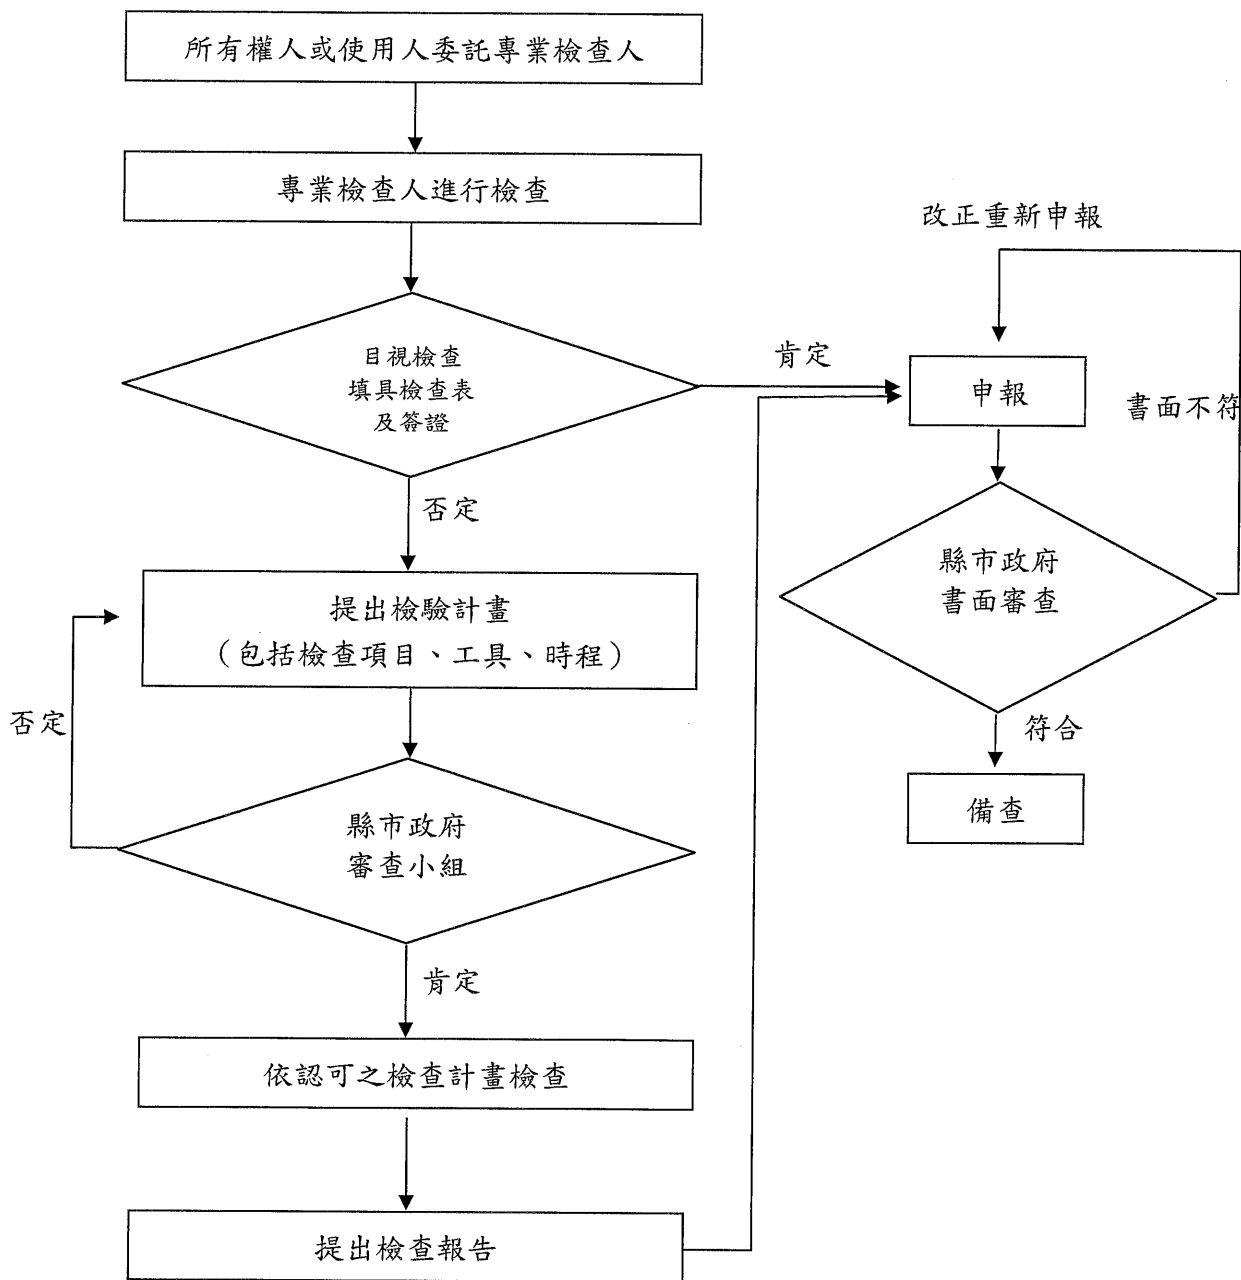 所有權人或使用人委託專業檢查人
專業檢查人進行檢查
目視檢查
填具檢查表
及簽證
肯定
否定
提出檢驗計畫
（包括檢查項目、工具、時程）
否定
縣市政府
審查小組
肯定
依認可之檢查計畫檢查
提出檢查報告
改正重新申報
申報
書面不符
縣市政府
書面審查
符合
備查